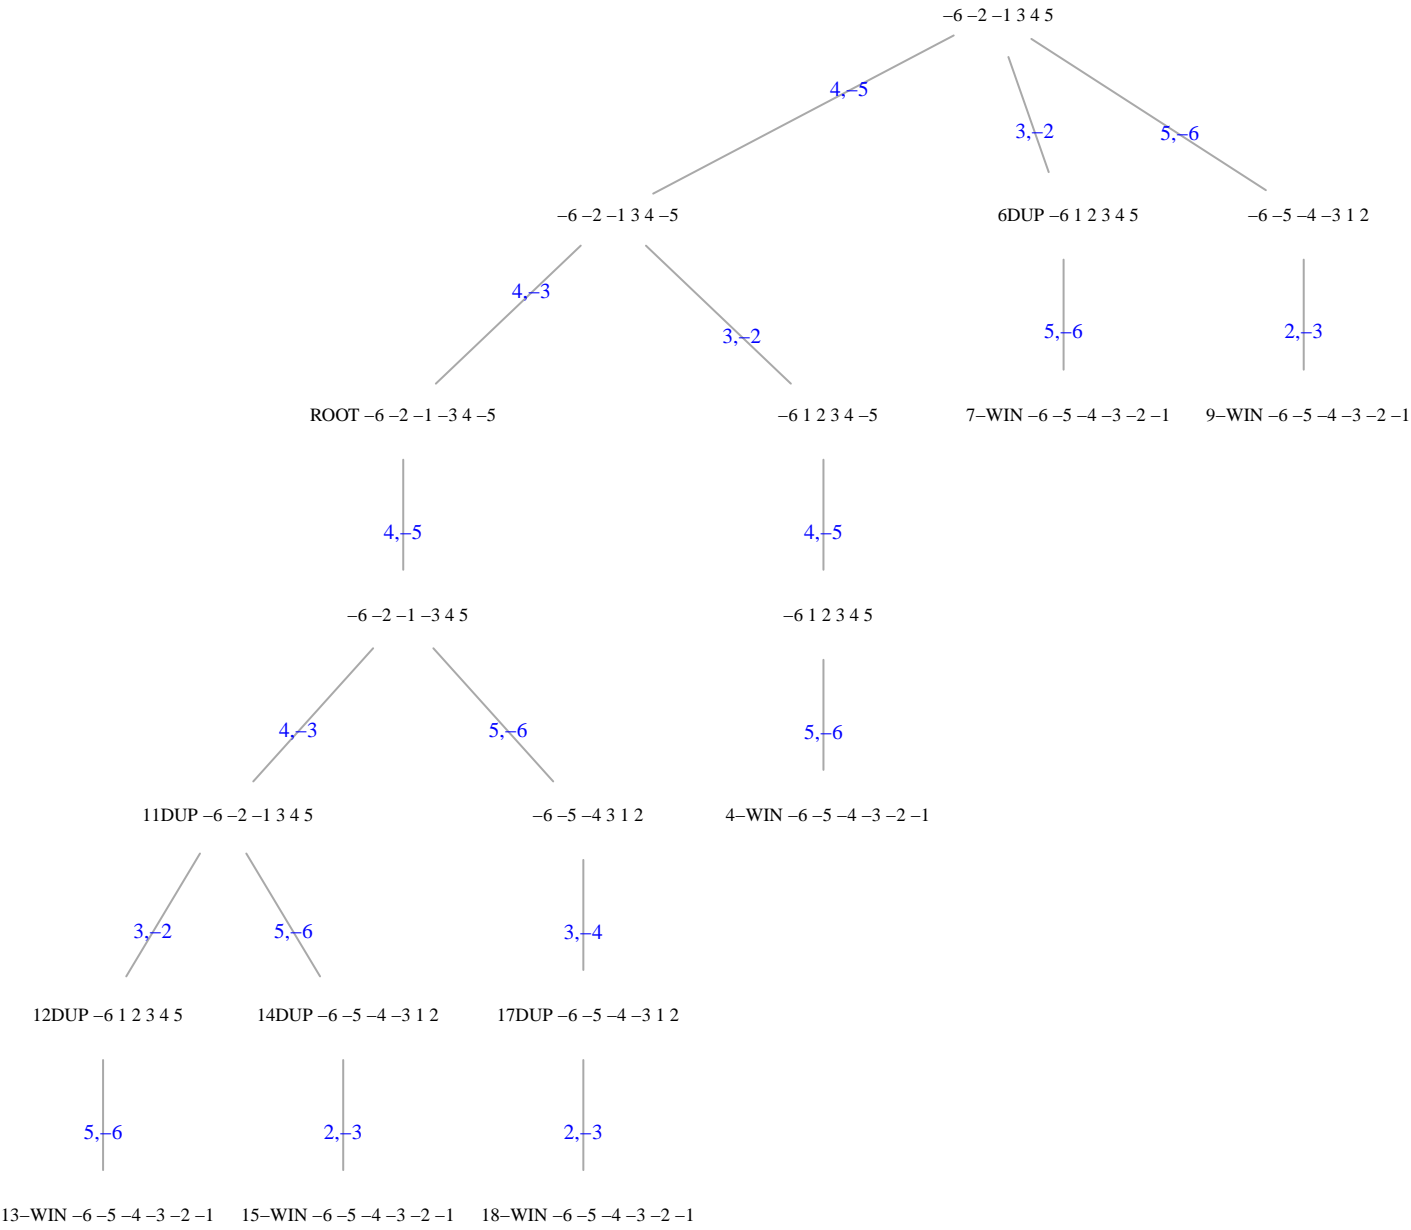 −6 −2 −1 3 4 5
4,−5
3,−2
5,−6
−6 −2 −1 3 4 −5
6DUP −6 1 2 3 4 5
−6 −5 −4 −3 1 2
4,−3
3,−2
5,−6
2,−3
ROOT −6 −2 −1 −3 4 −5
−6 1 2 3 4 −5
7−WIN −6 −5 −4 −3 −2 −1
9−WIN −6 −5 −4 −3 −2 −1
4,−5
4,−5
−6 −2 −1 −3 4 5
−6 1 2 3 4 5
4,−3
5,−6
5,−6
11DUP −6 −2 −1 3 4 5
−6 −5 −4 3 1 2
4−WIN −6 −5 −4 −3 −2 −1
3,−2
5,−6
3,−4
12DUP −6 1 2 3 4 5
14DUP −6 −5 −4 −3 1 2
17DUP −6 −5 −4 −3 1 2
5,−6
2,−3
2,−3
13−WIN −6 −5 −4 −3 −2 −1
15−WIN −6 −5 −4 −3 −2 −1
18−WIN −6 −5 −4 −3 −2 −1